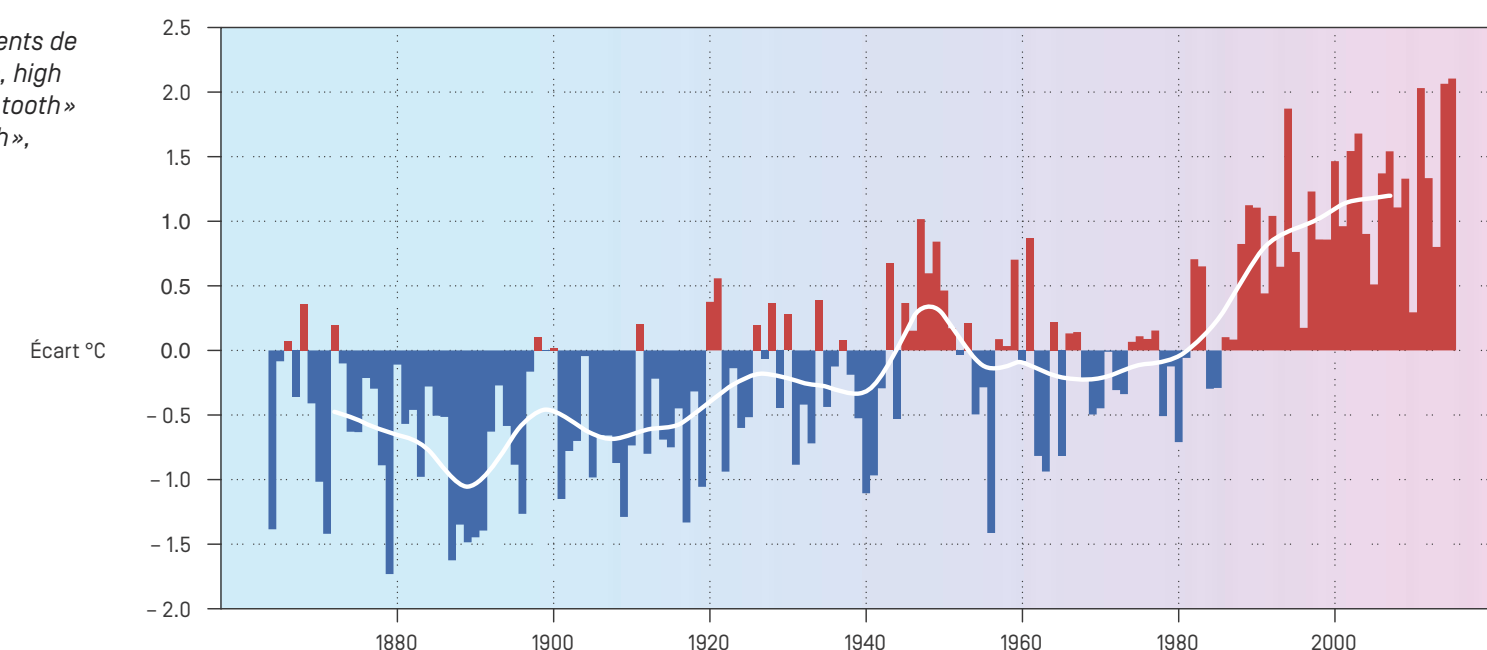 ents de
, high
tooth»
h»,
2.5
2.0
1.5
1.0
0.5
Écart °C
0.0
– 0.5
– 1.0
– 1.5
– 2.0
1880 1900 1920 1940 1960 1980 2000